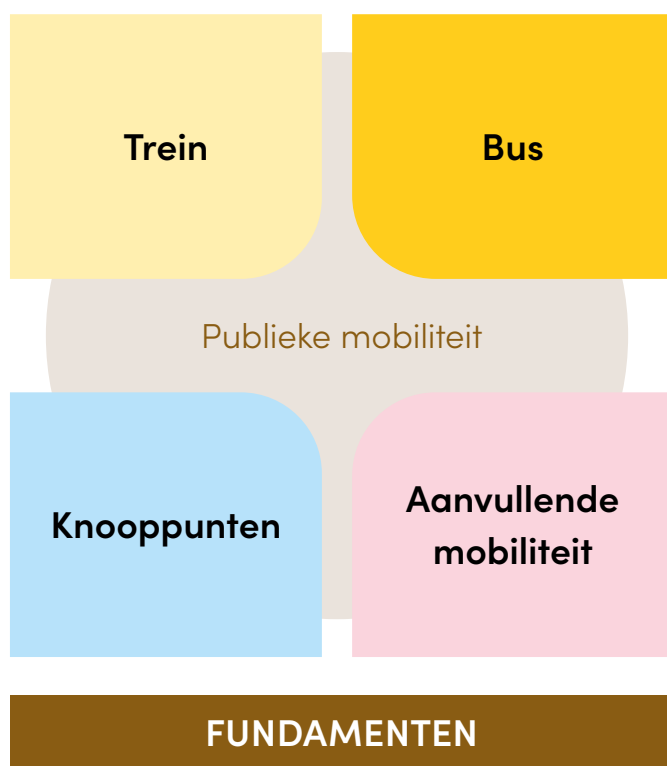 Trein
Bus
Publieke mobiliteit
Knooppunten
Aanvullende
mobiliteit
FUNDAMENTEN